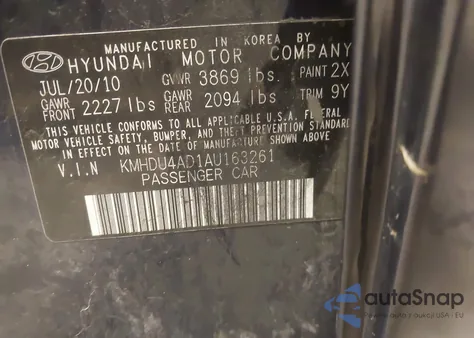 MANUFACTURED IN KOREA BY
HYUNDAI MOTOR COMPANY
JUL/20/10 GVWR 3869 lbs. PAINT 2X
GAWR FRONT 2227 lbs GAWR REAR 2094 lbs TRIM 9Y
THIS VEHICLE CONFORMS TO ALL APPLICABLE U.S.A. FEDERAL
MOTOR VEHICLE SAFETY, BUMPER, AND THEFT PREVENTION STANDARDS
IN EFFECT ON THE DATE OF MANUFACTURE SHOWN ABOVE.
V.I.N KMHDU4AD1AU163261
PASSENGER CAR
autoSnap